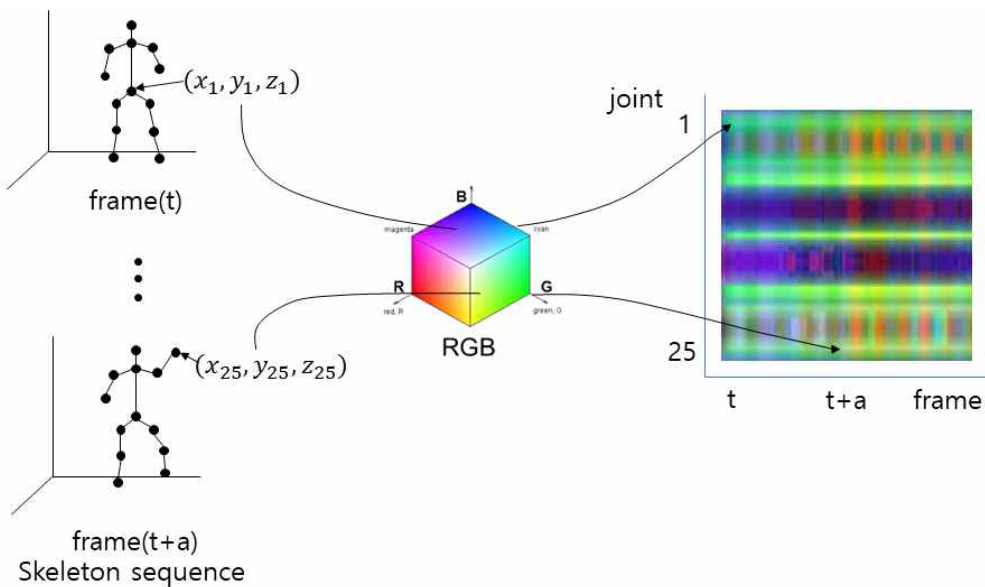 (x₁, y₁, z₁)
frame(t)
(x₂₅, y₂₅, z₂₅)
frame(t+a)
Skeleton sequence
B
magenta
cyan
R
G
red, R
green, G
RGB
joint
1
25
t
t+a
frame